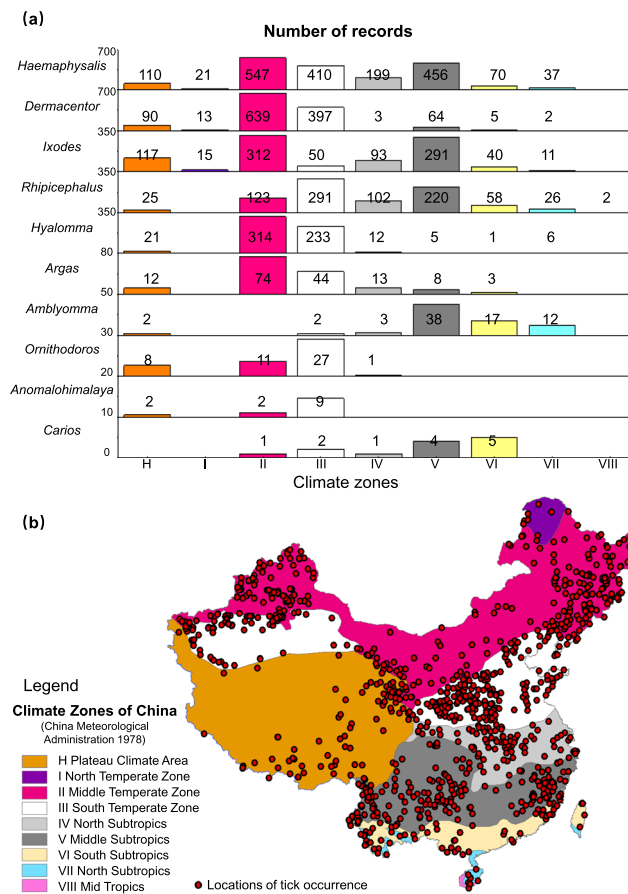 (a)
Number of records
700
Haemaphysalis 110 21 547 410 199 456 70 37
700
Dermacentor 90 13 639 397 3 64 5 2
350
Ixodes 117 15 312 50 93 291 40 11
350
Rhipicephalus 25 123 291 102 220 58 26 2
350
Hyalomma 21 314 233 12 5 1 6
80
Argas 12 74 44 13 8 3
50
Amblyomma 2 2 3 38 17 12
30
Ornithodoros 8 11 27 1
20
Anomalohimalaya 2 2 9
10
Carios 1 2 1 4 5
0
H I II III IV V VI VII VIII
Climate zones
(b)
Legend
Climate Zones of China
(China Meteorological
Administration 1978)
H Plateau Climate Area
I North Temperate Zone
II Middle Temperate Zone
III South Temperate Zone
IV North Subtropics
V Middle Subtropics
VI South Subtropics
VII North Subtropics
VIII Mid Tropics
Locations of tick occurrence